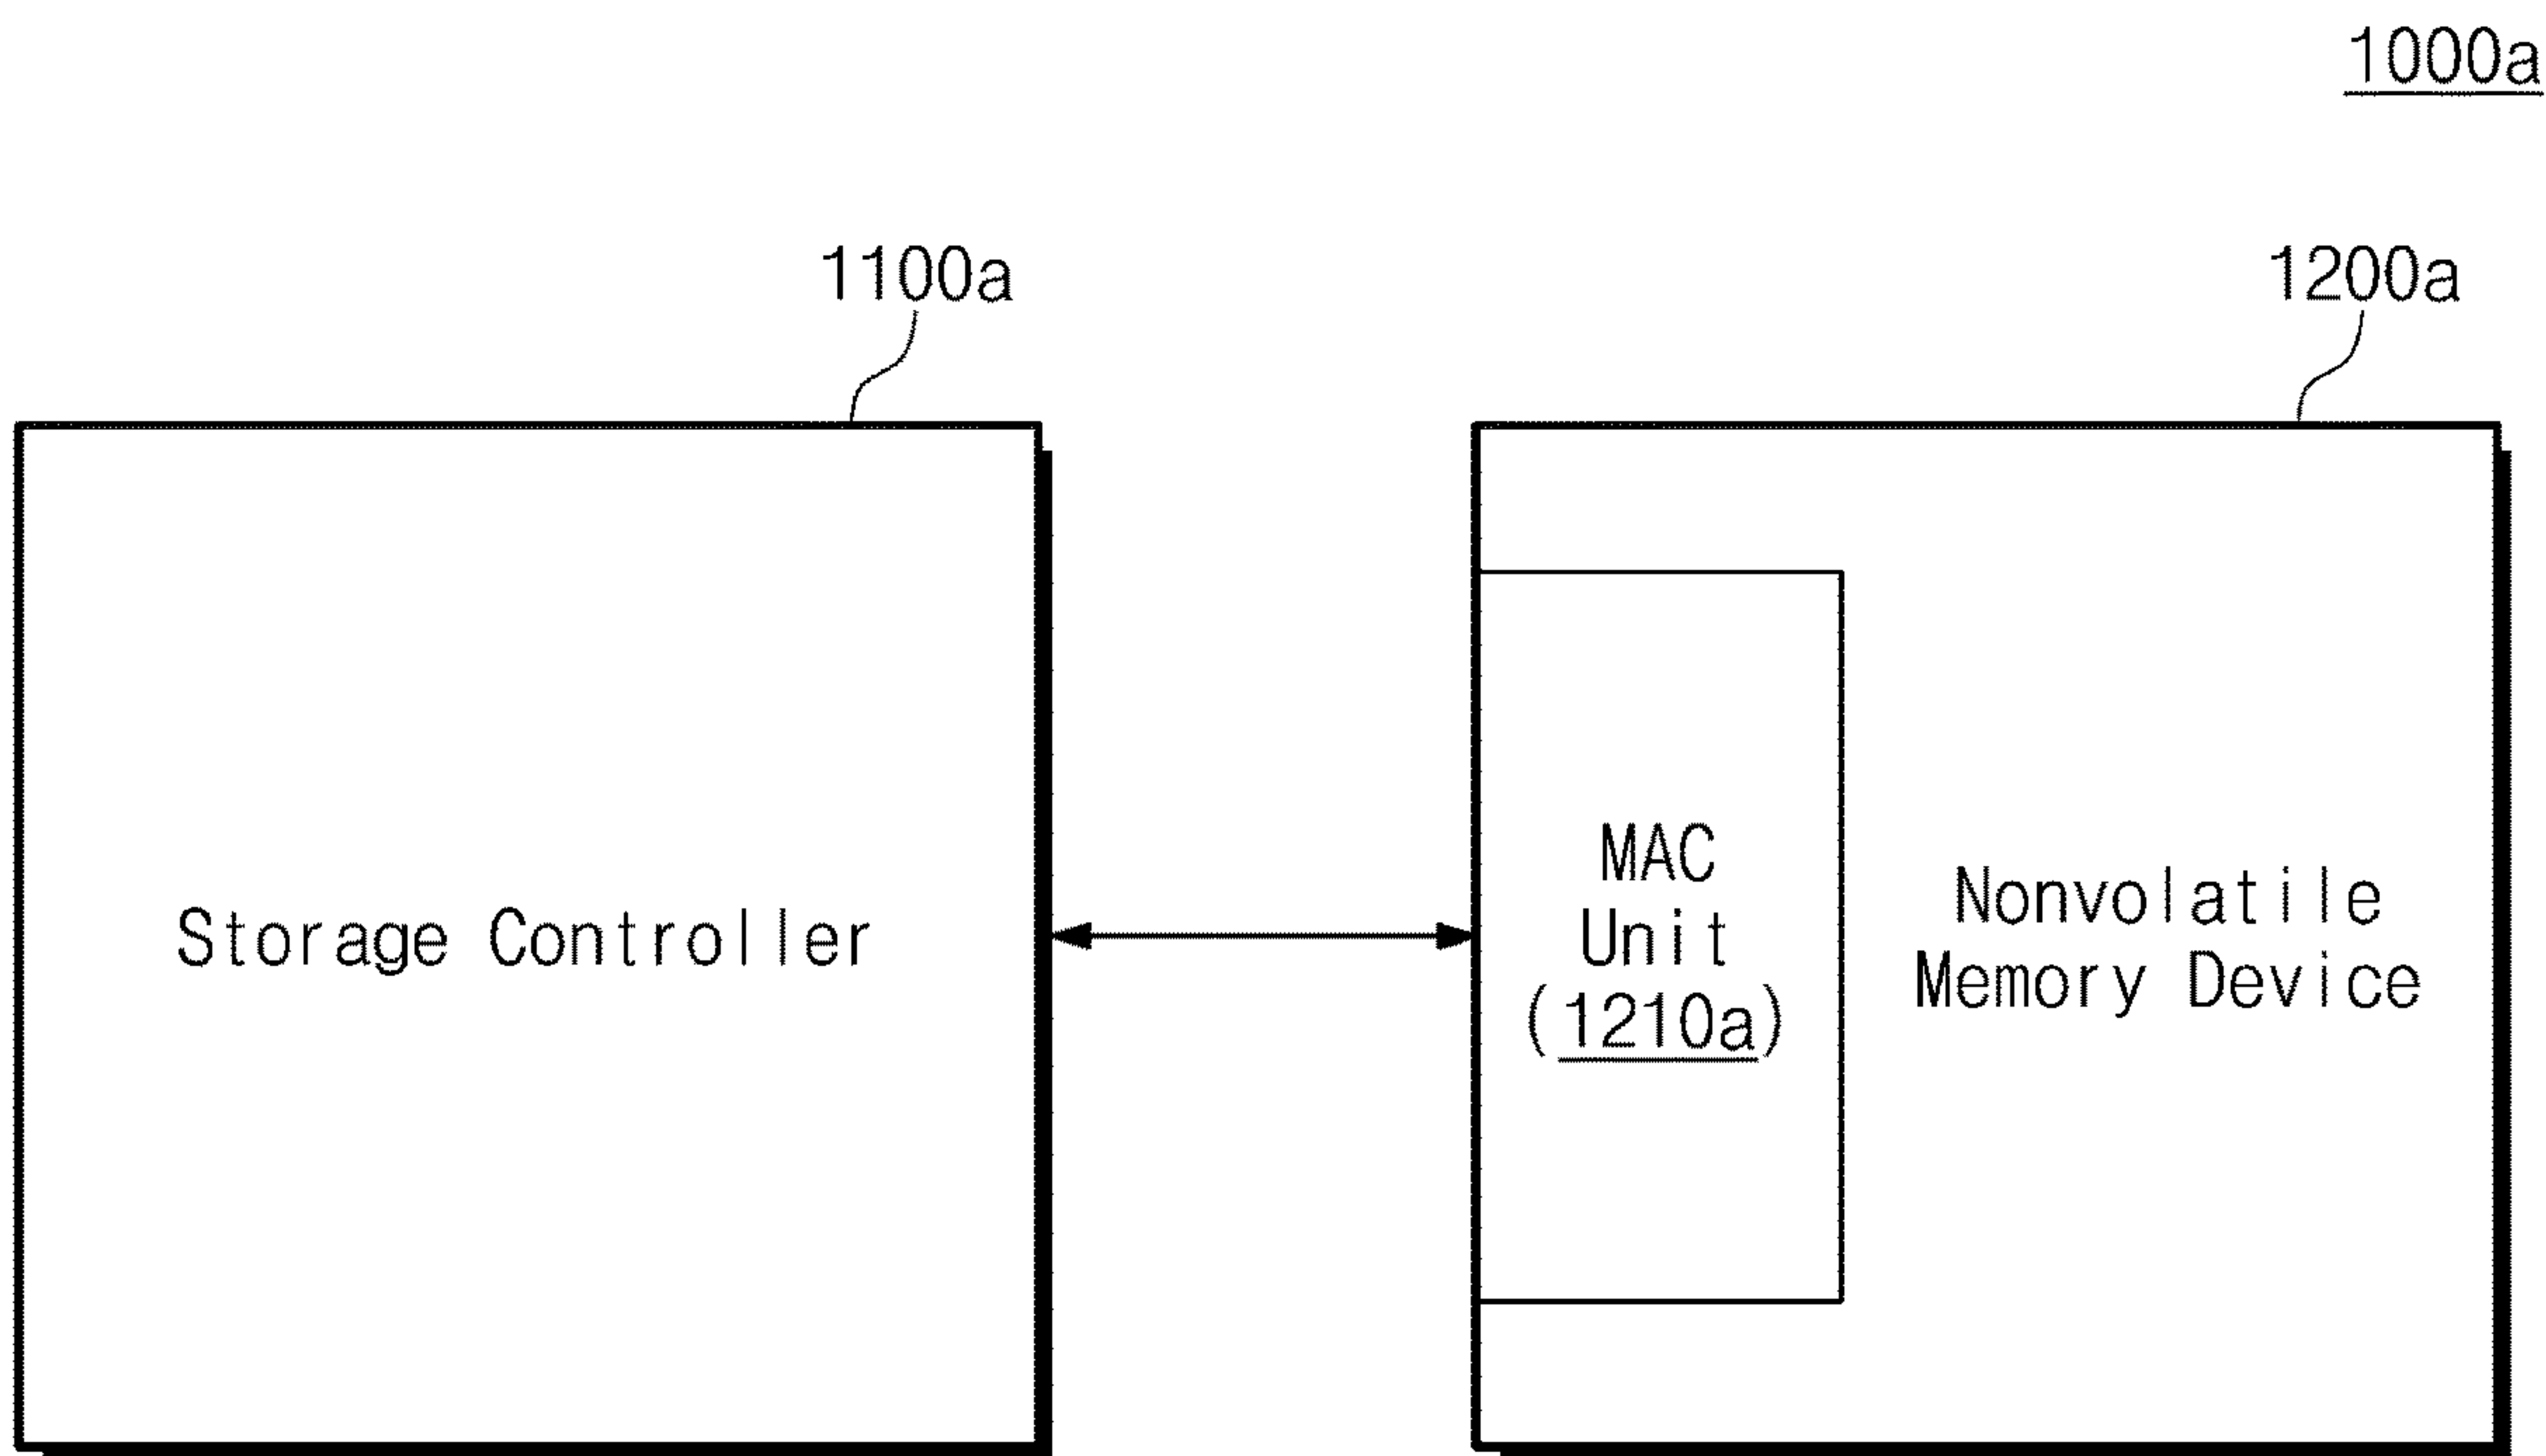 1000a
1100a
1200a
Storage Controller
MAC
Unit
(1210a)
Nonvolatile
Memory Device